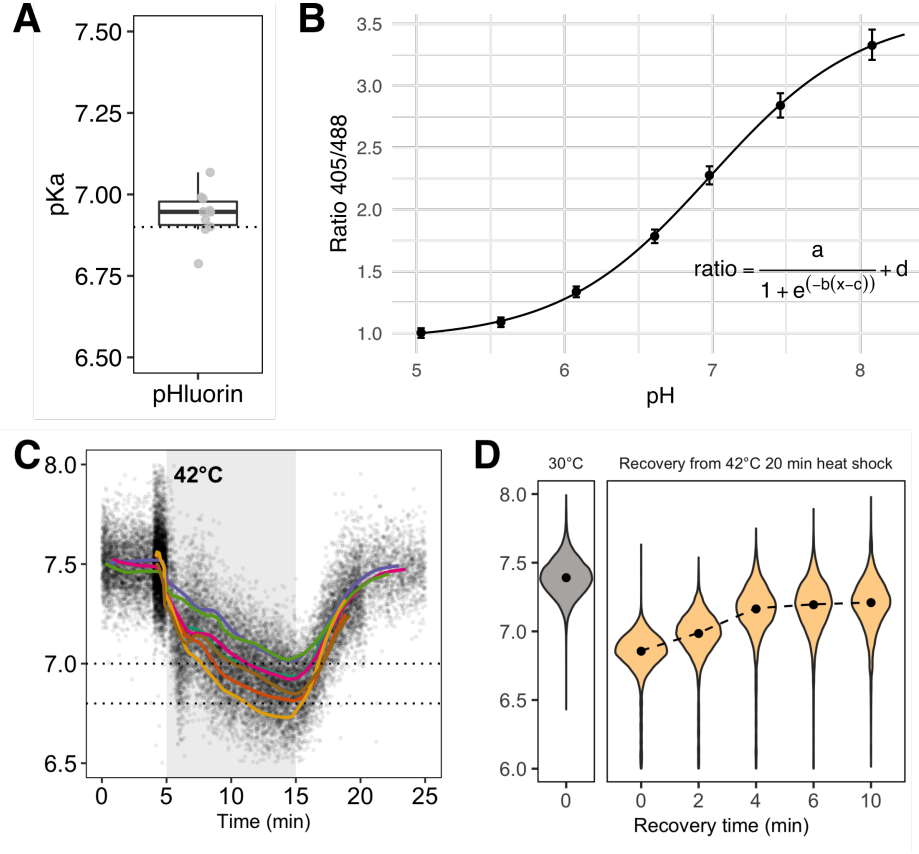 A
7.50
7.25
7.00
6.75
6.50
pKa
pHluorin
B
3.5
3.0
2.5
2.0
1.5
1.0
Ratio 405/488
ratio = a / 1 + e^(−b(x−c)) + d
5 6 7 8
pH
C
8.0
7.5
7.0
6.5
42°C
0 5 10 15 20 25
Time (min)
D
30°C
Recovery from 42°C 20 min heat shock
8.0
7.5
7.0
6.5
6.0
0
0 2 4 6 10
Recovery time (min)